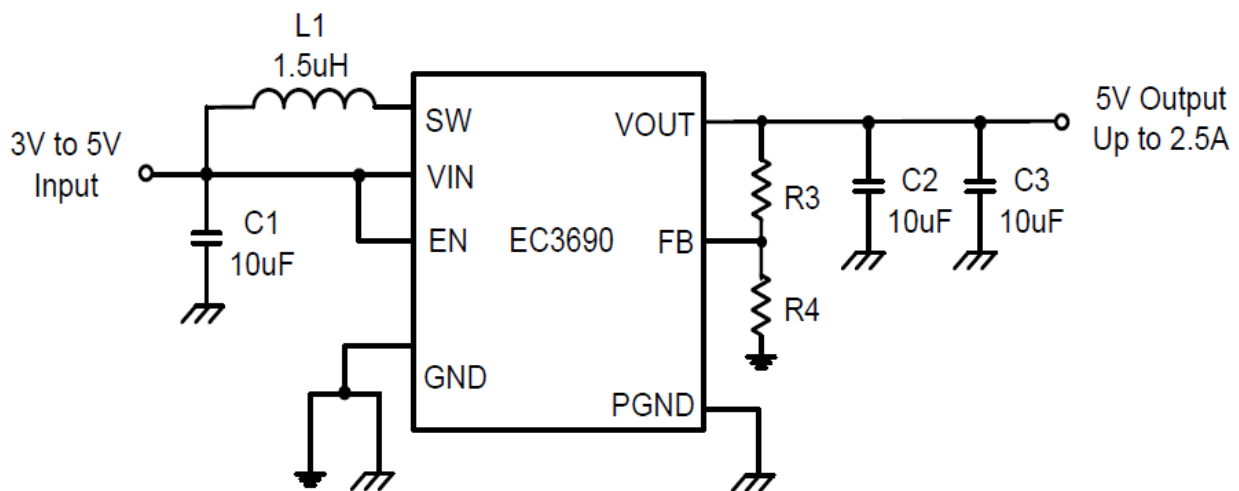 L1
1.5uH
3V to 5V
Input
C1
10uF
SW
VIN
EN
GND
EC3690
VOUT
FB
PGND
R3
R4
C2
10uF
C3
10uF
5V Output
Up to 2.5A